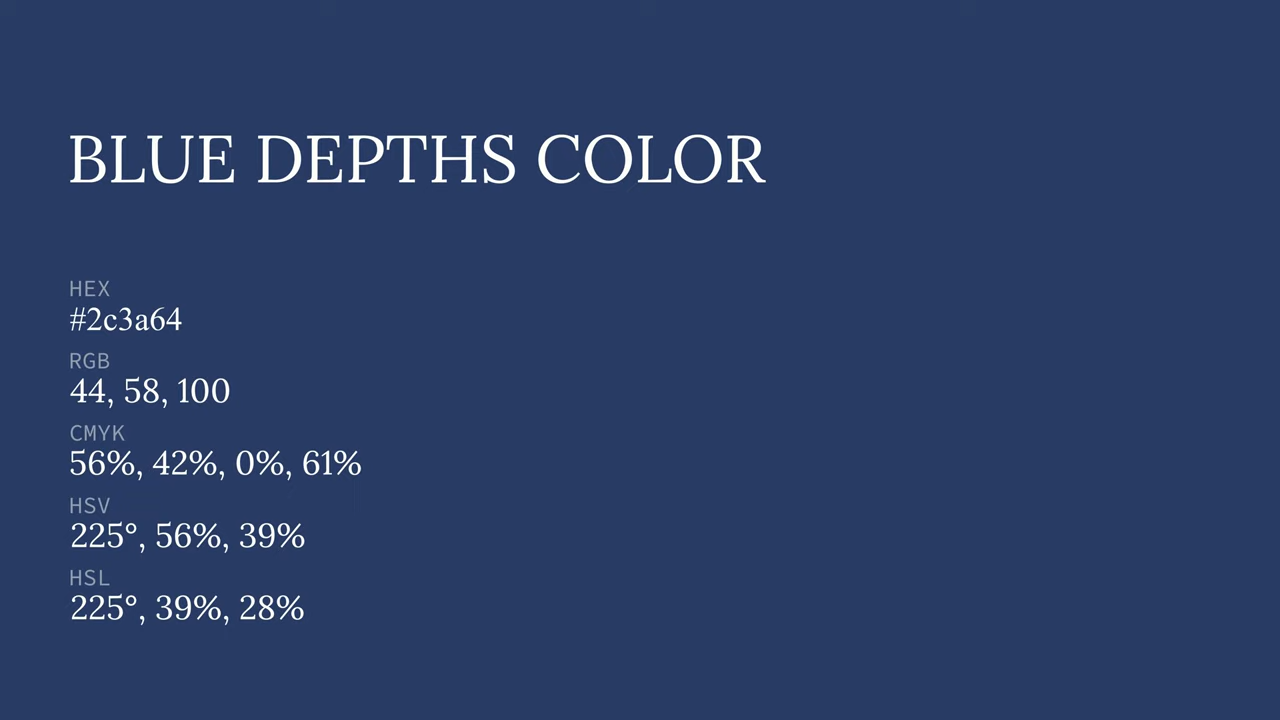 BLUE DEPTHS COLOR
HEX
#2c3a64
RGB
44, 58, 100
CMYK
56%, 42%, 0%, 61%
HSV
225°, 56%, 39%
HSL
225°, 39%, 28%